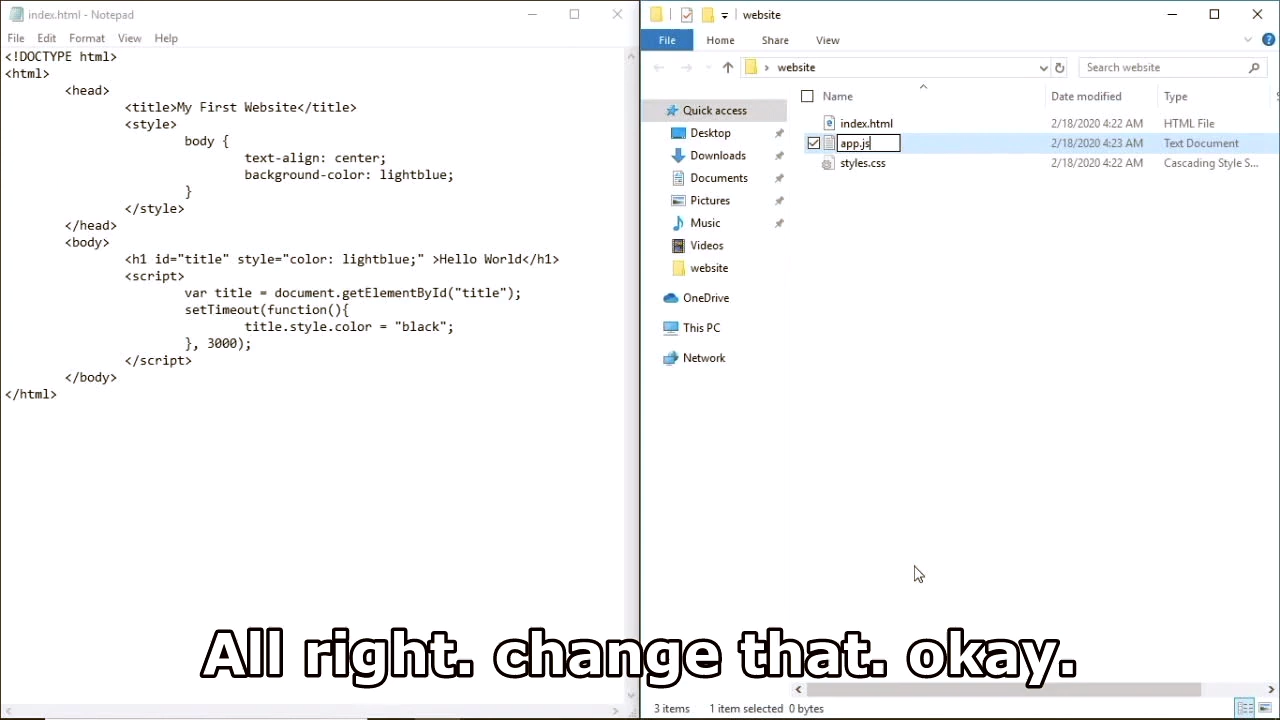 index.html - Notepad
File Edit Format View Help
<!DOCTYPE html>
<html>
<head>
<title>My First Website</title>
<style>
body {
text-align: center;
background-color: lightblue;
}
</style>
</head>
<body>
<h1 id="title" style="color: lightblue;" >Hello World</h1>
<script>
var title = document.getElementById("title");
setTimeout(function(){
title.style.color = "black";
}, 3000);
</script>
</body>
</html>
website
File Home Share View
website
Search website
Name Date modified Type
index.html 2/18/2020 4:22 AM HTML File
app.js 2/18/2020 4:23 AM Text Document
styles.css 2/18/2020 4:22 AM Cascading Style S...
Quick access
Desktop
Downloads
Documents
Pictures
Music
Videos
website
OneDrive
This PC
Network
3 items 1 item selected 0 bytes
All right. change that. okay.